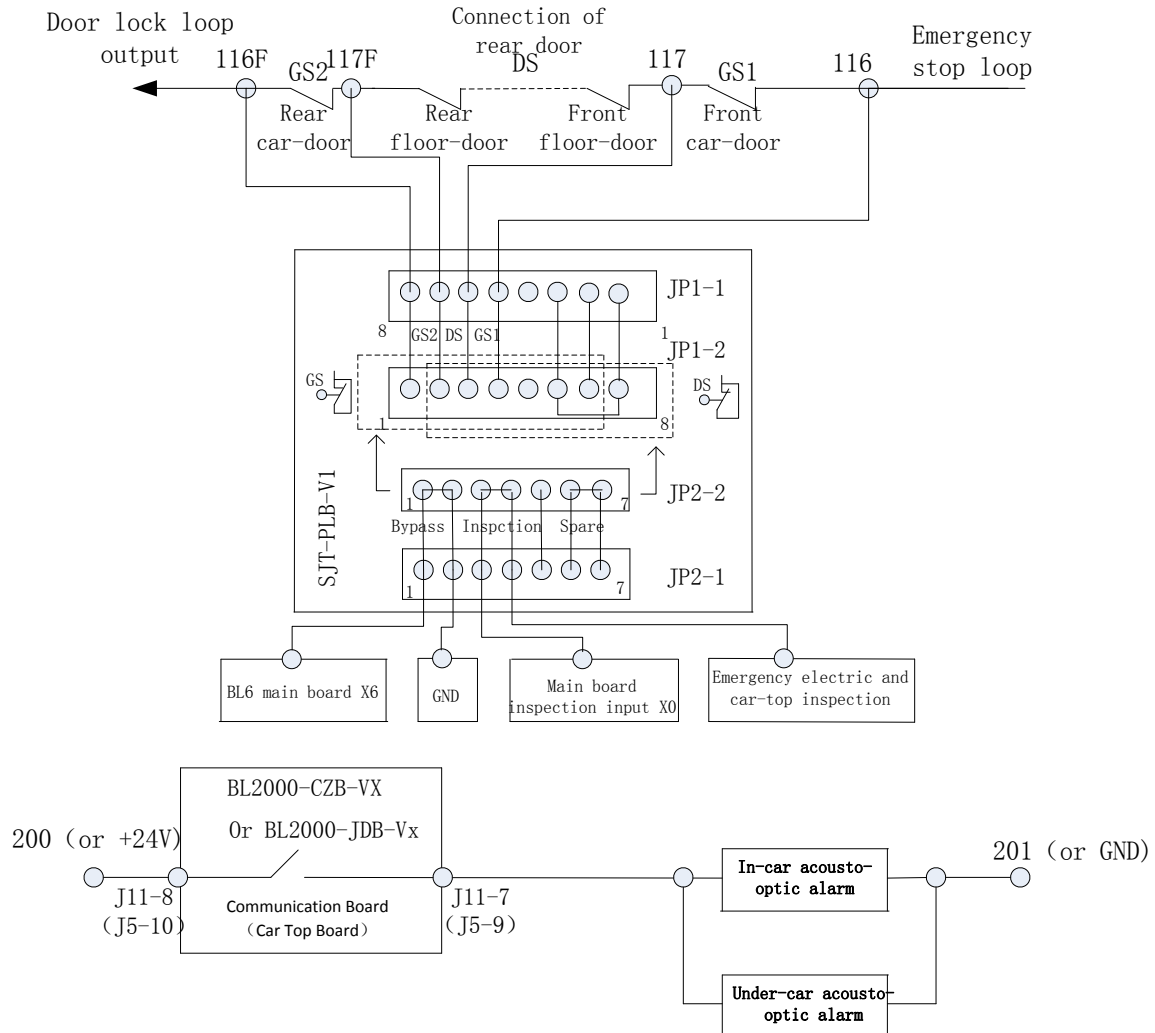 Door lock loop
output
Connection of
rear door
Emergency
stop loop
116F
GS2
117F
DS
117
GS1
116
Rear
car-door
Rear
floor-door
Front
floor-door
Front
car-door
JP1-1
8
GS2
DS
GS1
1
JP1-2
GS
DS
1
8
SJT-PLB-V1
1
7
JP2-2
Bypass
Inspction
Spare
1
7
JP2-1
BL6 main board X6
GND
Main board
inspection input X0
Emergency electric and
car-top inspection
BL2000-CZB-VX
Or BL2000-JDB-Vx
200（or +24V)
J11-8
(J5-10)
Communication Board
（Car Top Board）
J11-7
(J5-9)
In-car acousto-
optic alarm
201（or GND)
Under-car acousto-
optic alarm